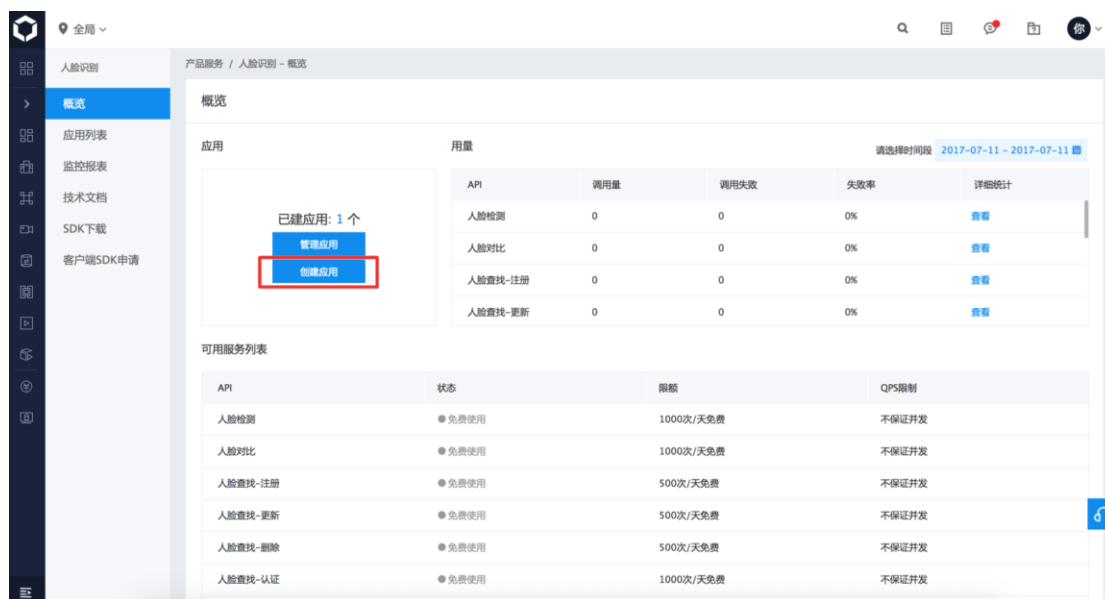 全局
你
人脸识别
产品服务 / 人脸识别 - 概览
概览
应用列表
监控报表
技术文档
SDK下载
客户端SDK申请
概览
应用
已建应用: 1 个
管理应用
创建应用
用量
请选择时间段 2017-07-11 - 2017-07-11
API 调用量 调用失败 失败率 详细统计
人脸检测 0 0 0% 查看
人脸对比 0 0 0% 查看
人脸查找-注册 0 0 0% 查看
人脸查找-更新 0 0 0% 查看
可用服务列表
API 状态 限额 QPS限制
人脸检测 免费使用 1000次/天免费 不保证并发
人脸对比 免费使用 1000次/天免费 不保证并发
人脸查找-注册 免费使用 500次/天免费 不保证并发
人脸查找-更新 免费使用 500次/天免费 不保证并发
人脸查找-删除 免费使用 500次/天免费 不保证并发
人脸查找-认证 免费使用 1000次/天免费 不保证并发